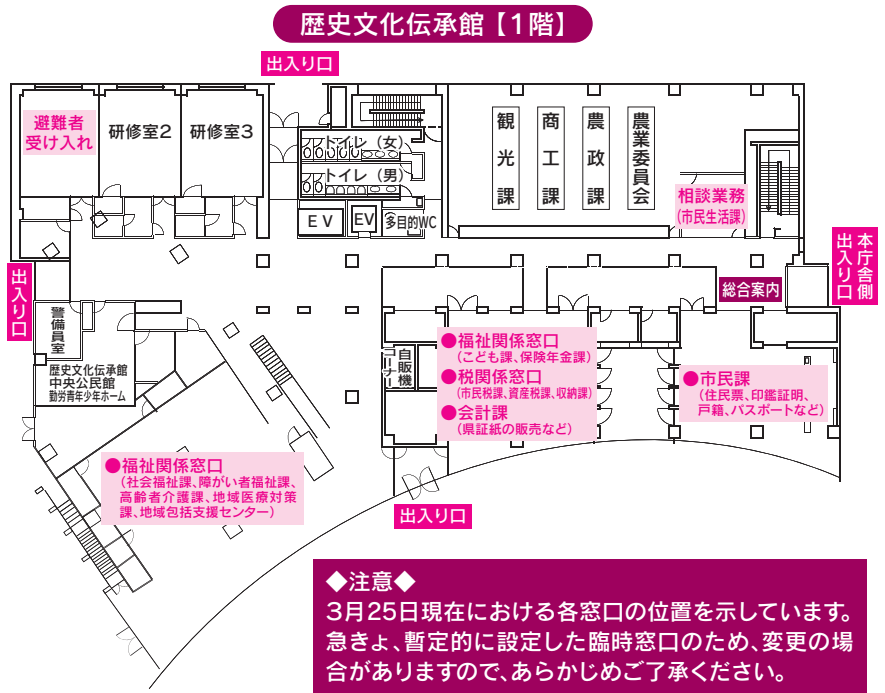 歴史文化伝承館【1階】
出入り口
避難者
受け入れ
研修室2
研修室3
トイレ（女）
トイレ（男）
EV
EV
多目的WC
観光課
商工課
農政課
農業委員会
相談業務
（市民生活課）
本庁舎側
出入り口
総合案内
出入り口
警備員室
歴史文化伝承館
中央公民館
勤労青年少年ホーム
自販機
コーナー
●福祉関係窓口
（こども課、保険年金課）
●税関係窓口
（市民税課、資産税課、収納課）
●会計課
（県証紙の販売など）
●市民課
（住民票、印鑑証明、
戸籍、パスポートなど）
●福祉関係窓口
（社会福祉課、障がい者福祉課、
高齢者介護課、地域医療対策
課、地域包括支援センター）
出入り口
◆注意◆
3月25日現在における各窓口の位置を示しています。
急きょ、暫定的に設定した臨時窓口のため、変更の場
合がありますので、あらかじめご了承ください。